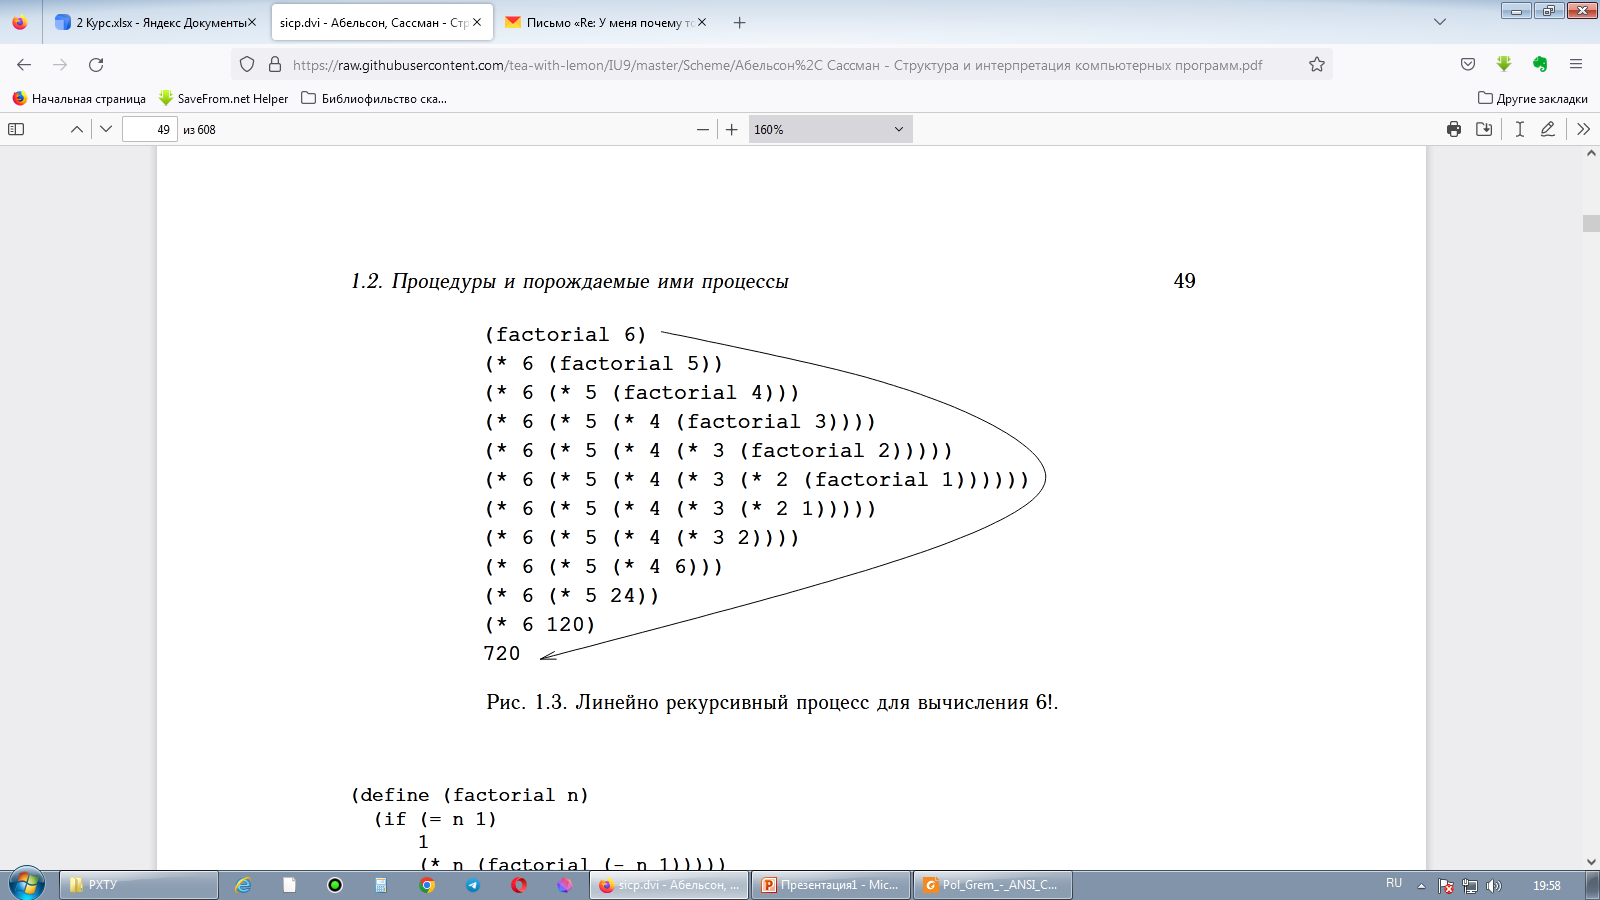 2 Курс.xlsx - Яндекс Документы
sicp.dvi - Абельсон, Сассман - Стр
Письмо «Re: У меня почему то
https://raw.githubusercontent.com/tea-with-lemon/IU9/master/Scheme/Абельсон%2C Сассман - Структура и интерпретация компьютерных программ.pdf
Начальная страница
SaveFrom.net Helper
Библиофильство ска...
Другие закладки
49 из 608
160%
1.2. Процедуры и порождаемые ими процессы 49
(factorial 6)
(* 6 (factorial 5))
(* 6 (* 5 (factorial 4)))
(* 6 (* 5 (* 4 (factorial 3))))
(* 6 (* 5 (* 4 (* 3 (factorial 2)))))
(* 6 (* 5 (* 4 (* 3 (* 2 (factorial 1))))))
(* 6 (* 5 (* 4 (* 3 (* 2 1)))))
(* 6 (* 5 (* 4 (* 3 2))))
(* 6 (* 5 (* 4 6)))
(* 6 (* 5 24))
(* 6 120)
720
Рис. 1.3. Линейно рекурсивный процесс для вычисления 6!.
(define (factorial n)
(if (= n 1)
1
(* n (factorial (- n 1)))))
РХТУ
sicp.dvi - Абельсон, ...
Презентация1 - Mic...
Pol_Grem_-_ANSI_C...
RU
19:58